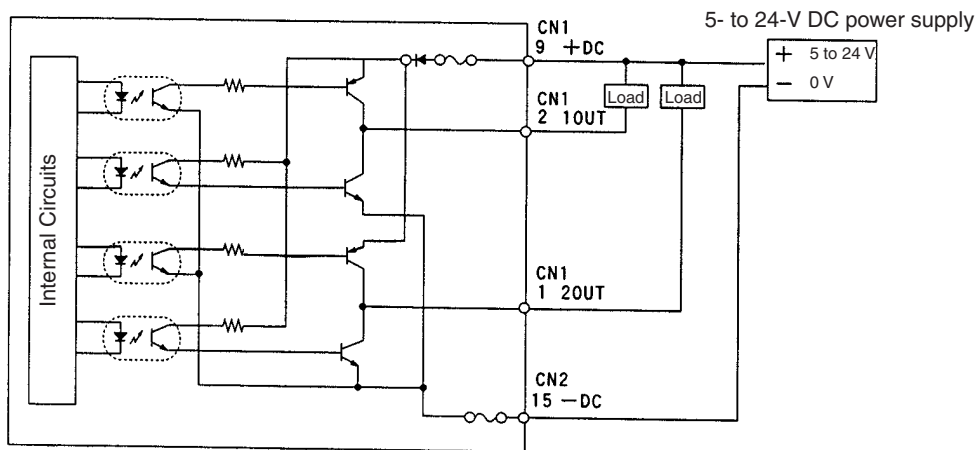 5- to 24-V DC power supply
CN1
9 +DC
+ 5 to 24 V
− 0 V
Load
Load
CN1
2 1OUT
Internal Circuits
CN1
1 2OUT
CN2
15 −DC